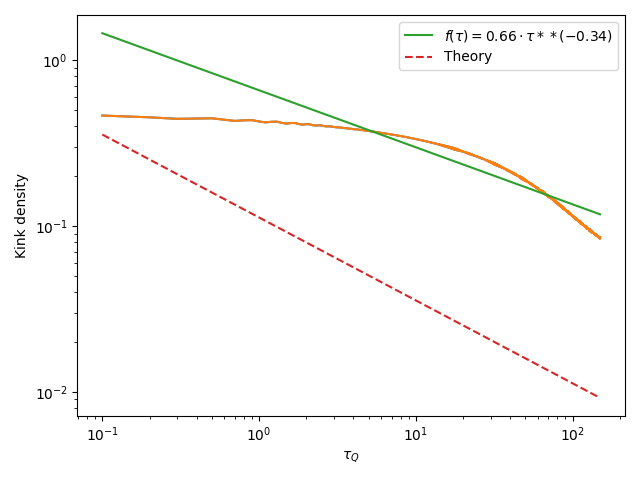 f(τ) = 0.66 · τ * *(−0.34)
Theory
Kink density
10⁰
10⁻¹
10⁻²
10⁻¹ 10⁰ 10¹ 10²
τ_Q